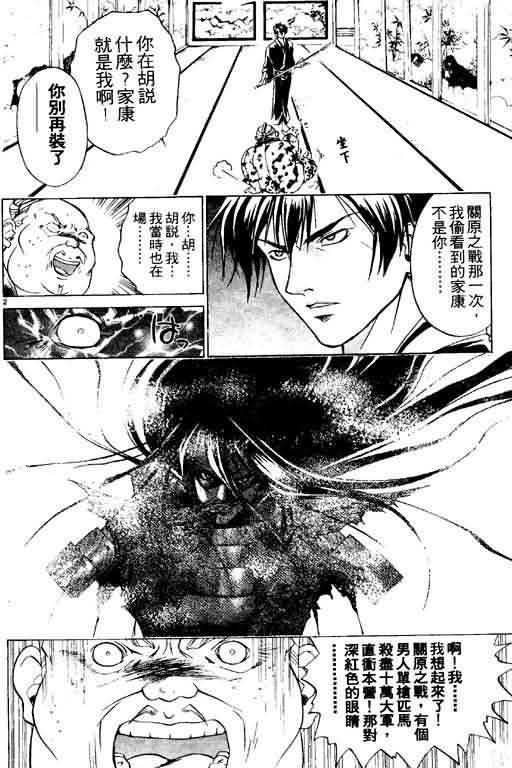 你在胡説
什麼?家康
就是我啊!
你別再裝了
——
坐下
關原之戰那一次,
我偷看到的家康
不是你………
你…胡……
胡説,我…
我當時也在
場…………
はっ
啊!我……
我想起來了!
關原之戰,有個
男人單槍匹馬
殺盡十萬大軍,
直衝本營!那對
深紅色的眼睛
…………